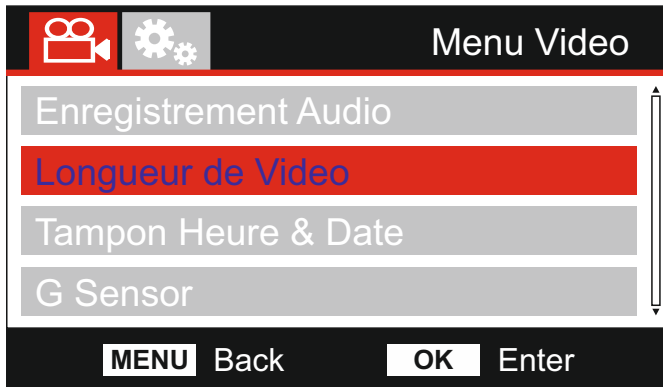 Menu Video
Enregistrement Audio
Longueur de Video
Tampon Heure & Date
G Sensor
MENU Back OK Enter